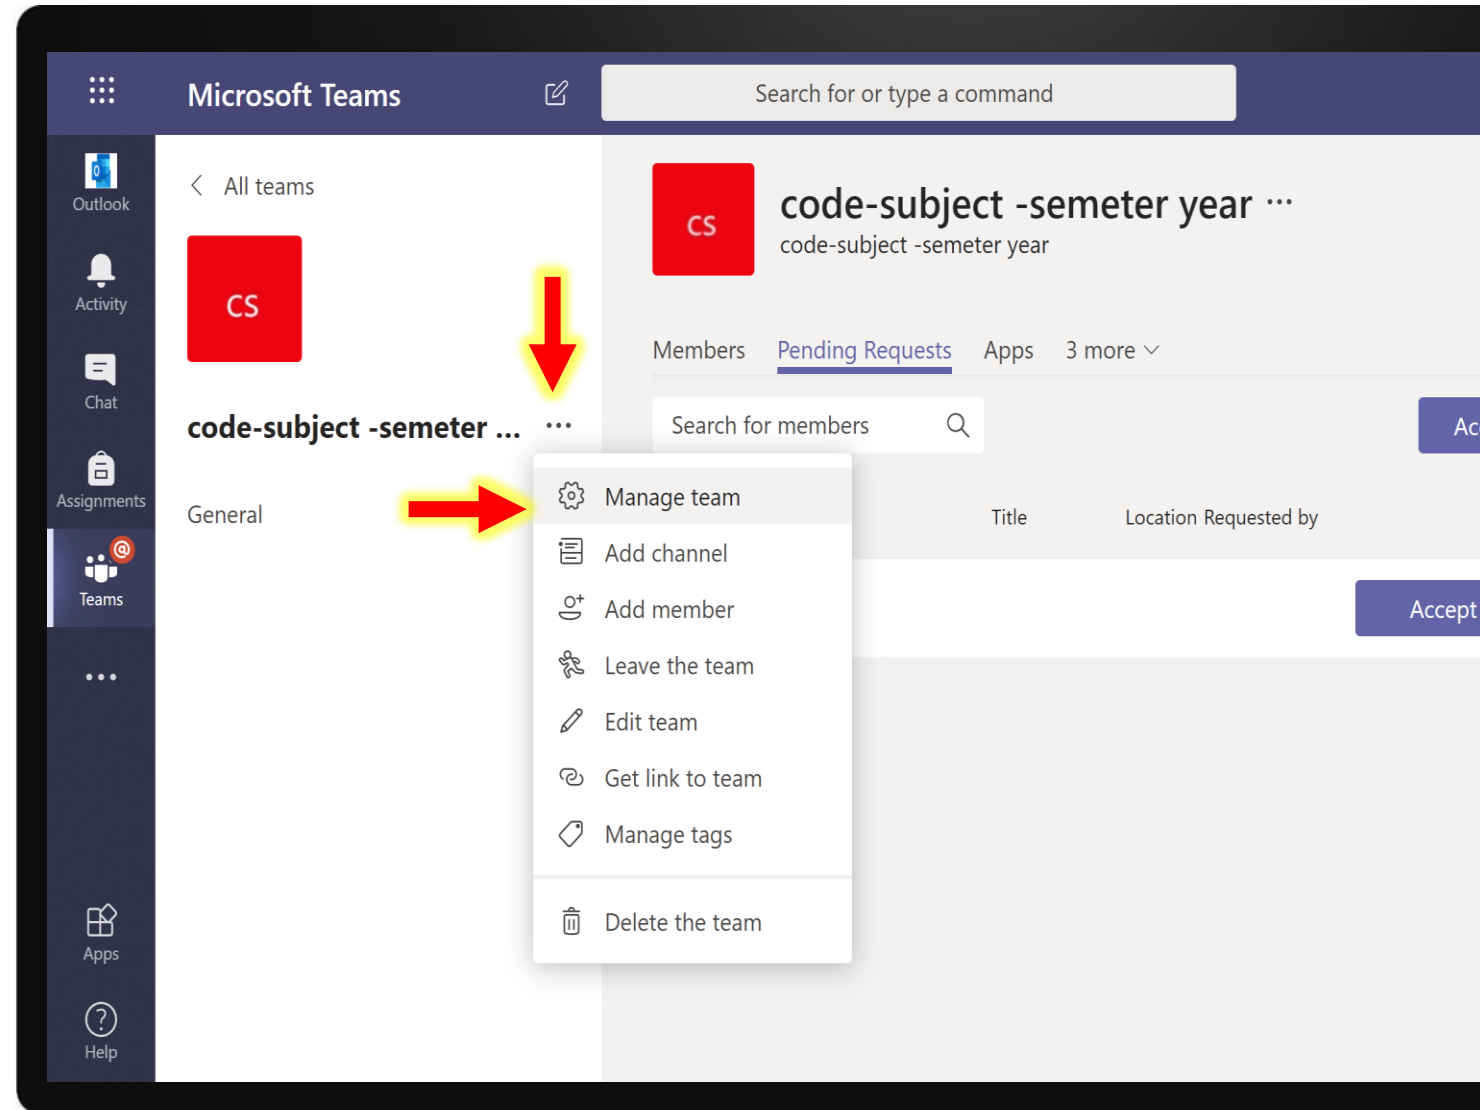 Microsoft Teams
Search for or type a command
Outlook
Activity
Chat
Assignments
Teams
Apps
Help
All teams
CS
code-subject -semeter ...
General
Manage team
Add channel
Add member
Leave the team
Edit team
Get link to team
Manage tags
Delete the team
CS
code-subject -semeter year ...
code-subject -semeter year
Members Pending Requests Apps 3 more
Search for members
Title Location Requested by
Accept